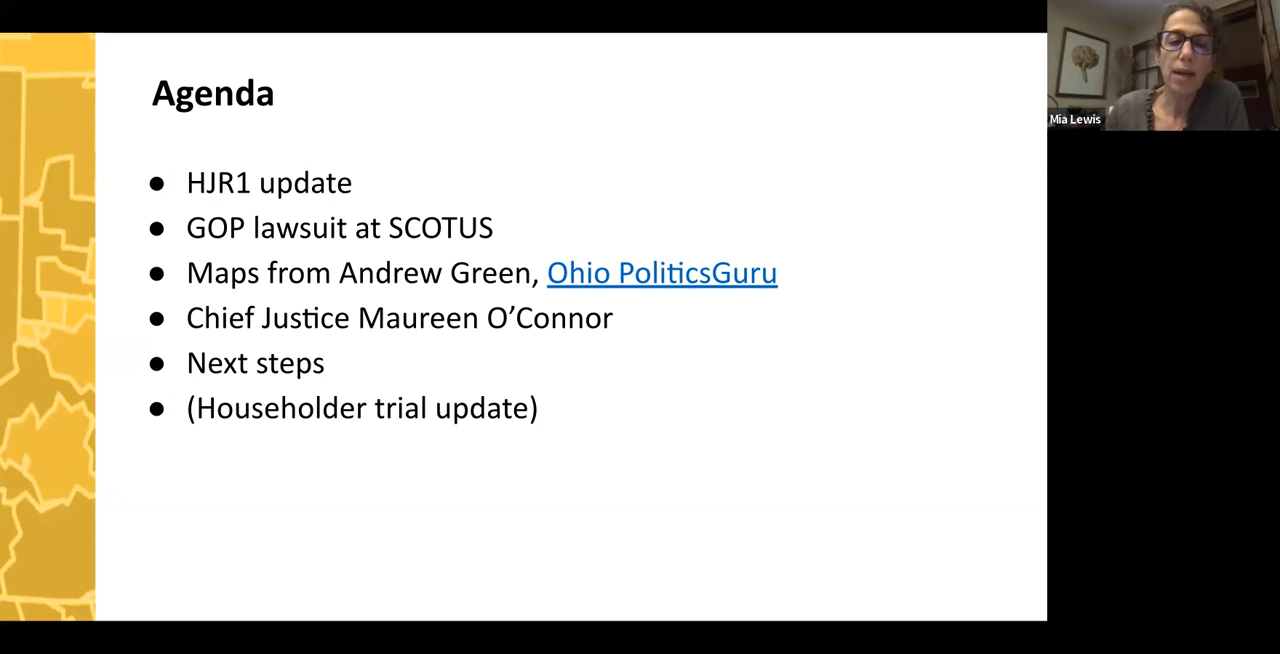 Agenda
● HJR1 update
● GOP lawsuit at SCOTUS
● Maps from Andrew Green, Ohio PoliticsGuru
● Chief Justice Maureen O’Connor
● Next steps
● (Householder trial update)
Mia Lewis